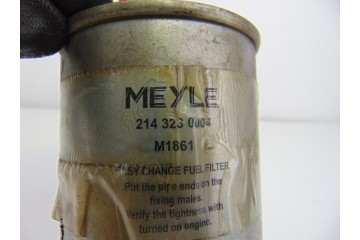 MEYLE
214 323 0004
M1861
EASY CHANGE FUEL FILTER.
Put the pipe ends on the
fixing males.
Verify the tightness with
turned on engine.